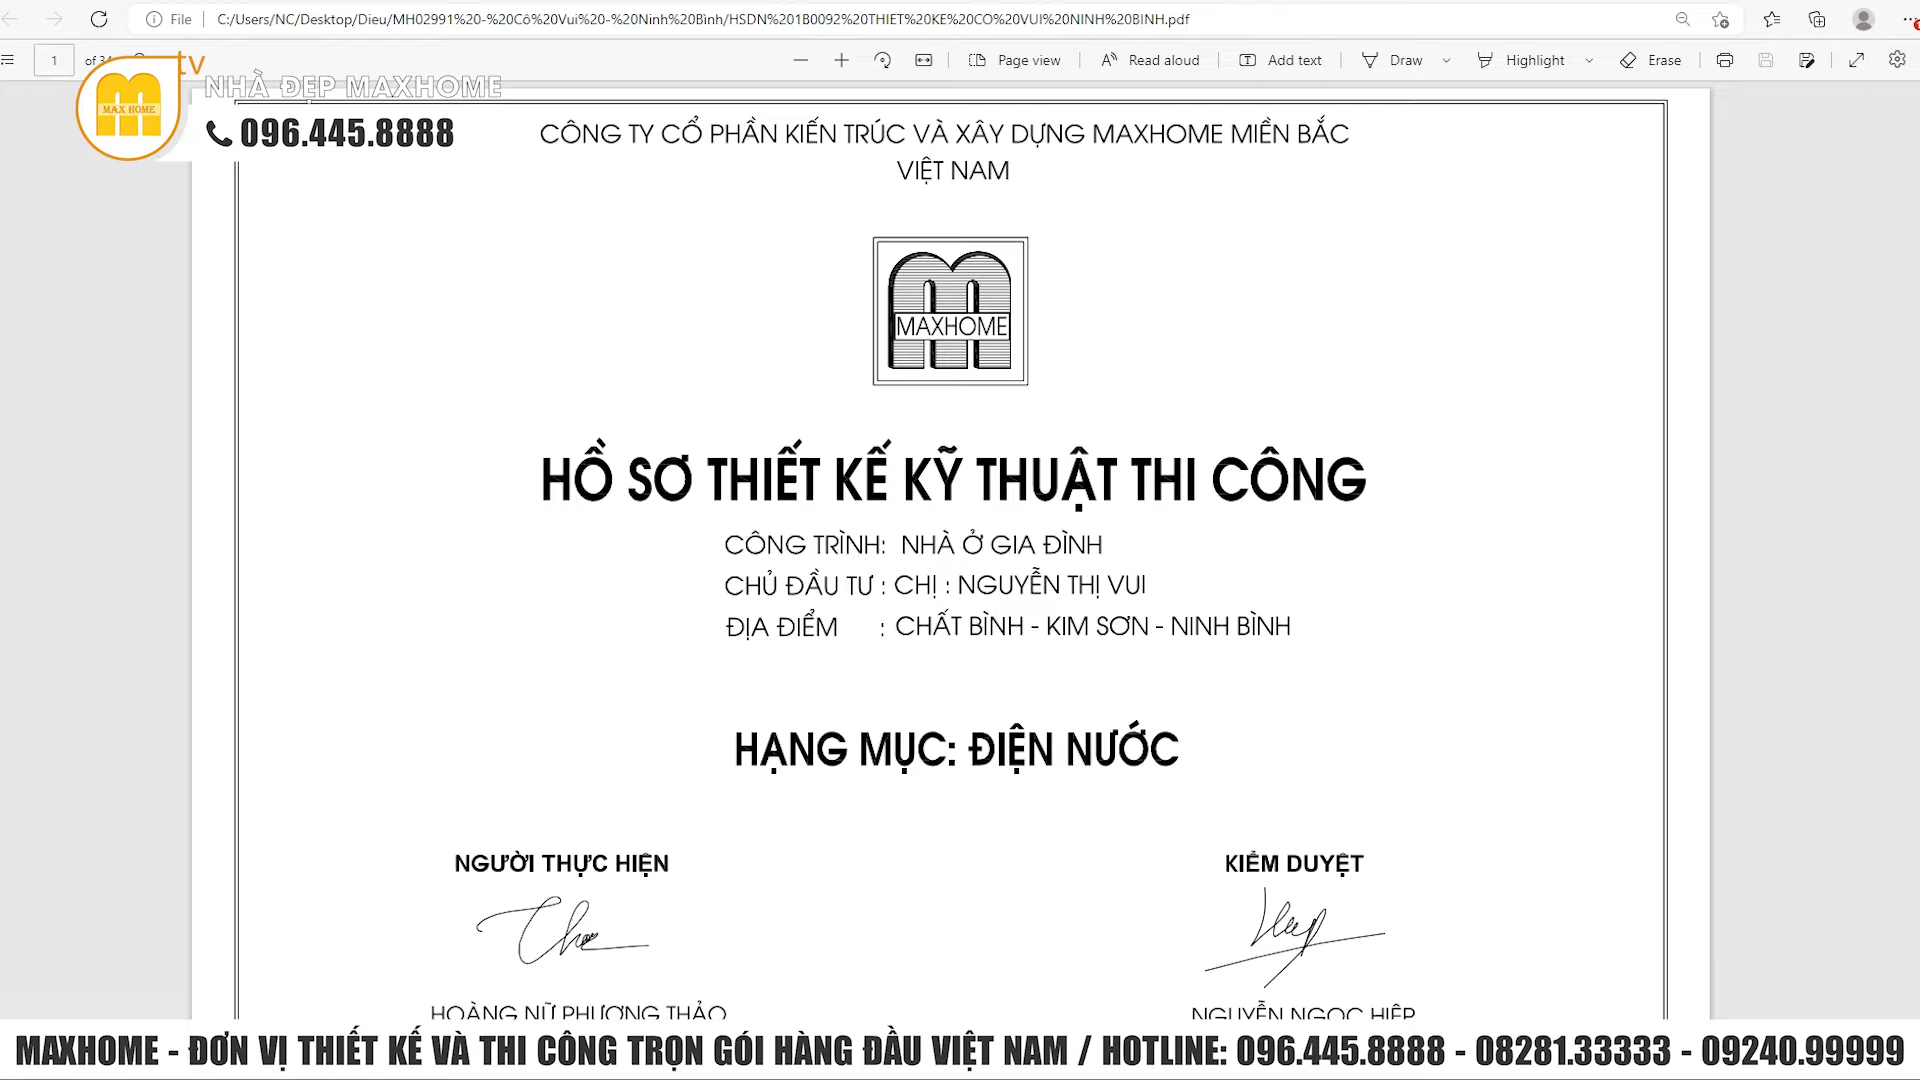 File
C:/Users/NC/Desktop/Dieu/MH02991%20-%20Cô%20Vui%20-%20Ninh%20Bình/HSDN%201B0092%20THIET%20KE%20CO%20VUI%20NINH%20BINH.pdf
1
Page view
Read aloud
Add text
Draw
Highlight
Erase
tv
NHÀ ĐẸP MAXHOME
MAX HOME
096.445.8888
CÔNG TY CỔ PHẦN KIẾN TRÚC VÀ XÂY DỰNG MAXHOME MIỀN BẮC
VIỆT NAM
MAXHOME
HỒ SƠ THIẾT KẾ KỸ THUẬT THI CÔNG
CÔNG TRÌNH: NHÀ Ở GIA ĐÌNH
CHỦ ĐẦU TƯ : CHỊ : NGUYỄN THỊ VUI
ĐỊA ĐIỂM : CHẤT BÌNH - KIM SƠN - NINH BÌNH
HẠNG MỤC: ĐIỆN NƯỚC
NGƯỜI THỰC HIỆN
KIỂM DUYỆT
HOÀNG NỮ PHƯƠNG THẢO
NGUYỄN NGỌC HIỆP
MAXHOME - ĐƠN VỊ THIẾT KẾ VÀ THI CÔNG TRỌN GÓI HÀNG ĐẦU VIỆT NAM / HOTLINE: 096.445.8888 - 08281.33333 - 09240.99999